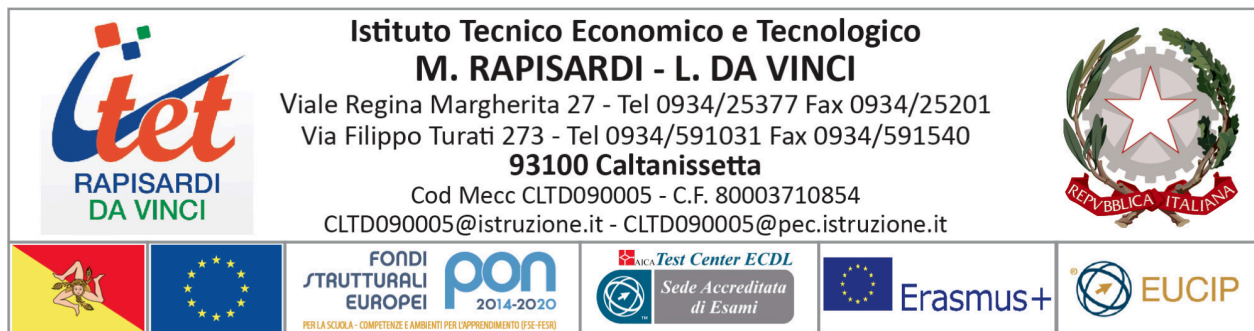 itet
RAPISARDI
DA VINCI
Istituto Tecnico Economico e Tecnologico
M. RAPISARDI - L. DA VINCI
Viale Regina Margherita 27 - Tel 0934/25377 Fax 0934/25201
Via Filippo Turati 273 - Tel 0934/591031 Fax 0934/591540
93100 Caltanissetta
Cod Mecc CLTD090005 - C.F. 80003710854
CLTD090005@istruzione.it - CLTD090005@pec.istruzione.it
REPVBBLICA ITALIANA
FONDI
STRUTTURALI
EUROPEI
pon
2014-2020
PER LA SCUOLA - COMPETENZE E AMBIENTI PER L'APPRENDIMENTO (FSE-FESR)
AICA Test Center ECDL
Sede Accreditata
di Esami
TM
Erasmus+
® EUCIP